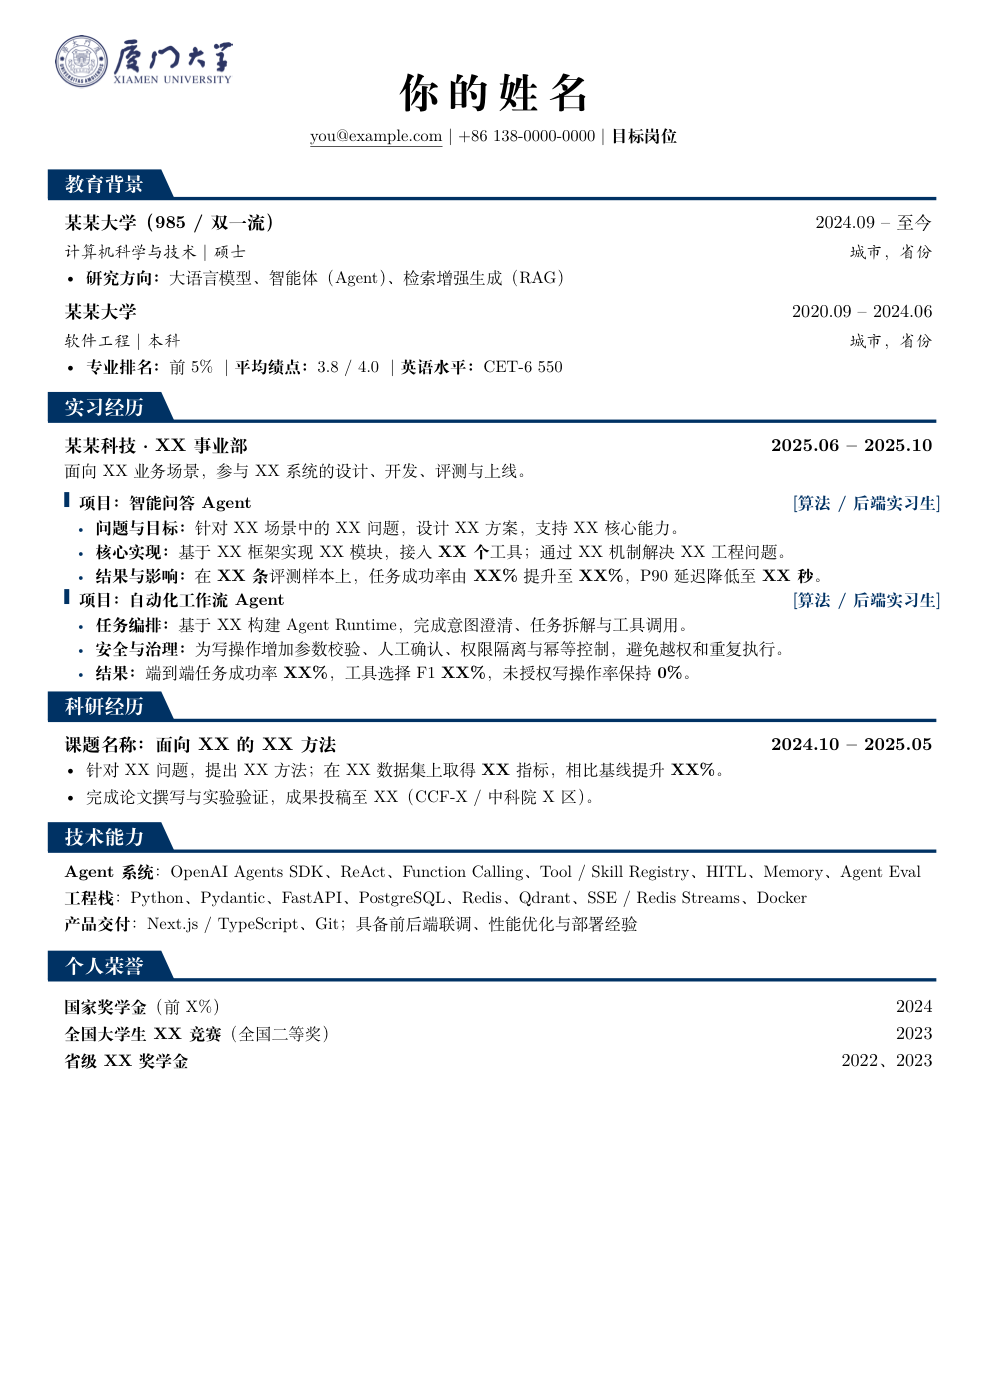 厦门大学
XIAMEN UNIVERSITY
你的姓名
you@example.com | +86 138-0000-0000 | 目标岗位
教育背景
某某大学（985 / 双一流） 2024.09 – 至今
计算机科学与技术 | 硕士 城市，省份
• 研究方向：大语言模型、智能体（Agent）、检索增强生成（RAG）
某某大学 2020.09 – 2024.06
软件工程 | 本科 城市，省份
• 专业排名：前 5% | 平均绩点：3.8 / 4.0 | 英语水平：CET-6 550
实习经历
某某科技 · XX 事业部 2025.06 – 2025.10
面向 XX 业务场景，参与 XX 系统的设计、开发、评测与上线。
项目：智能问答 Agent [算法 / 后端实习生]
• 问题与目标：针对 XX 场景中的 XX 问题，设计 XX 方案，支持 XX 核心能力。
• 核心实现：基于 XX 框架实现 XX 模块，接入 XX 个工具；通过 XX 机制解决 XX 工程问题。
• 结果与影响：在 XX 条评测样本上，任务成功率由 XX% 提升至 XX%，P90 延迟降低至 XX 秒。
项目：自动化工作流 Agent [算法 / 后端实习生]
• 任务编排：基于 XX 构建 Agent Runtime，完成意图澄清、任务拆解与工具调用。
• 安全与治理：为写操作增加参数校验、人工确认、权限隔离与幂等控制，避免越权和重复执行。
• 结果：端到端任务成功率 XX%，工具选择 F1 XX%，未授权写操作率保持 0%。
科研经历
课题名称：面向 XX 的 XX 方法 2024.10 – 2025.05
• 针对 XX 问题，提出 XX 方法；在 XX 数据集上取得 XX 指标，相比基线提升 XX%。
• 完成论文撰写与实验验证，成果投稿至 XX（CCF-X / 中科院 X 区）。
技术能力
Agent 系统：OpenAI Agents SDK、ReAct、Function Calling、Tool / Skill Registry、HITL、Memory、Agent Eval
工程栈：Python、Pydantic、FastAPI、PostgreSQL、Redis、Qdrant、SSE / Redis Streams、Docker
产品交付：Next.js / TypeScript、Git；具备前后端联调、性能优化与部署经验
个人荣誉
国家奖学金（前 X%） 2024
全国大学生 XX 竞赛（全国二等奖） 2023
省级 XX 奖学金 2022、2023